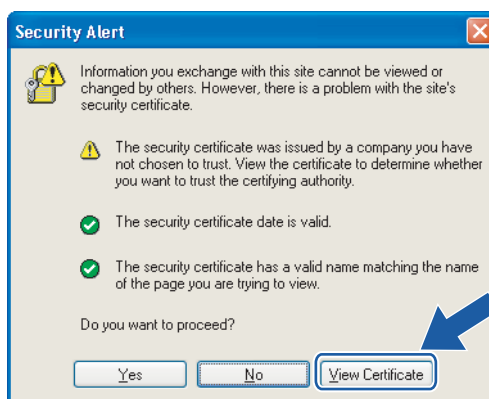 Security Alert
Information you exchange with this site cannot be viewed or
changed by others. However, there is a problem with the site's
security certificate.
The security certificate was issued by a company you have
not chosen to trust. View the certificate to determine whether
you want to trust the certifying authority.
The security certificate date is valid.
The security certificate has a valid name matching the name
of the page you are trying to view.
Do you want to proceed?
Yes
No
View Certificate